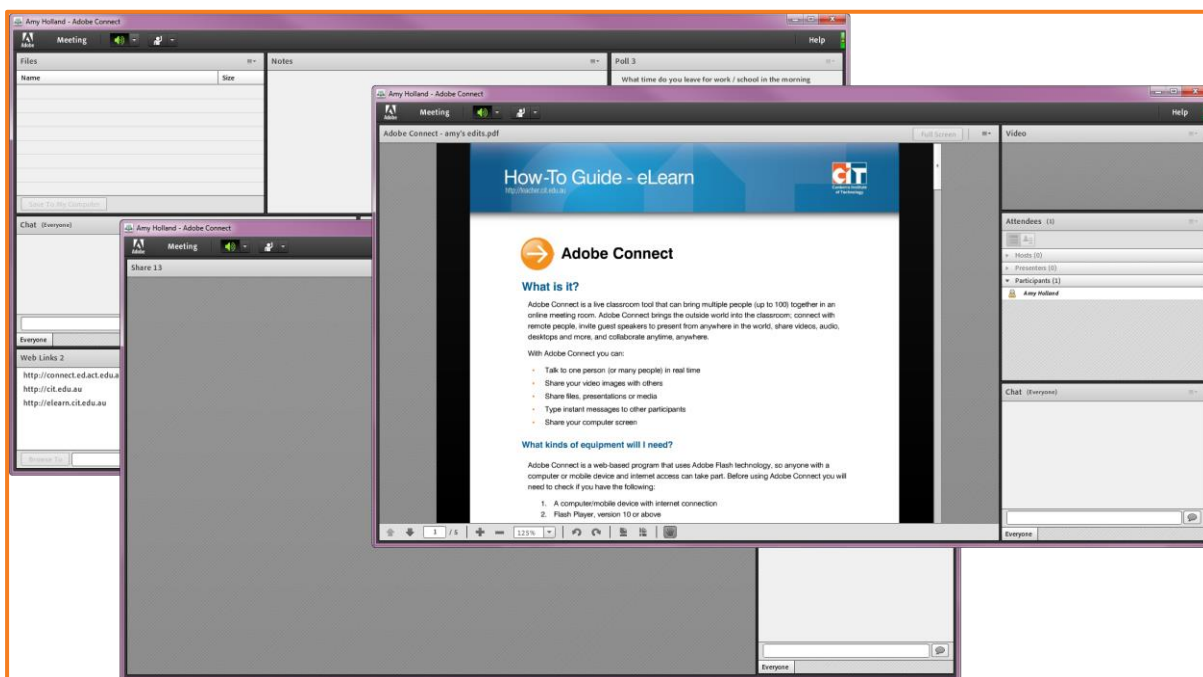 Amy Holland - Adobe Connect
Adobe
Meeting
Help
Files
Name
Size
Save To My Computer
Notes
Poll 3
What time do you leave for work / school in the morning
Chat (Everyone)
Everyone
Web Links 2
http://connect.ed.act.edu.a
http://cit.edu.au
http://elearn.cit.edu.au
Browse To
Amy Holland - Adobe Connect
Adobe
Meeting
Share 13
Everyone
Amy Holland - Adobe Connect
Adobe
Meeting
Help
Adobe Connect - amy's edits.pdf
Full Screen
How-To Guide - eLearn
http://teacher.cit.edu.au
CIT
Canberra Institute
of Technology
Adobe Connect
What is it?
Adobe Connect is a live classroom tool that can bring multiple people (up to 100) together in an
online meeting room. Adobe Connect brings the outside world into the classroom; connect with
remote people, invite guest speakers to present from anywhere in the world, share videos, audio,
desktops and more, and collaborate anytime, anywhere.
With Adobe Connect you can:
• Talk to one person (or many people) in real time
• Share your video images with others
• Share files, presentations or media
• Type instant messages to other participants
• Share your computer screen
What kinds of equipment will I need?
Adobe Connect is a web-based program that uses Adobe Flash technology, so anyone with a
computer or mobile device and internet access can take part. Before using Adobe Connect you will
need to check if you have the following:
1. A computer/mobile device with internet connection
2. Flash Player, version 10 or above
1 / 5
125%
Video
Attendees (1)
Hosts (0)
Presenters (0)
Participants (1)
Amy Holland
Chat (Everyone)
Everyone